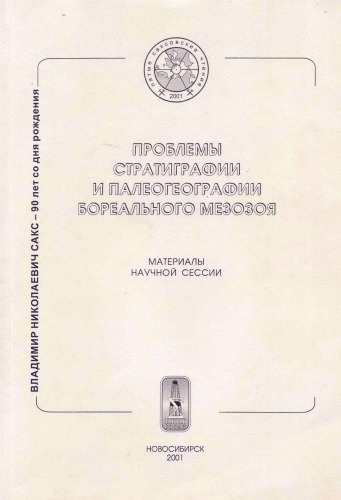 ПЯТЫЕ САКСОВСКИЕ ЧТЕНИЯ
2001
ПРОБЛЕМЫ
СТРАТИГРАФИИ
И ПАЛЕОГЕОГРАФИИ
БОРЕАЛЬНОГО МЕЗОЗОЯ
МАТЕРИАЛЫ
НАУЧНОЙ СЕССИИ
ВЛАДИМИР НИКОЛАЕВИЧ САКС – 90 лет со дня рождения
НОВОСИБИРСК
2001